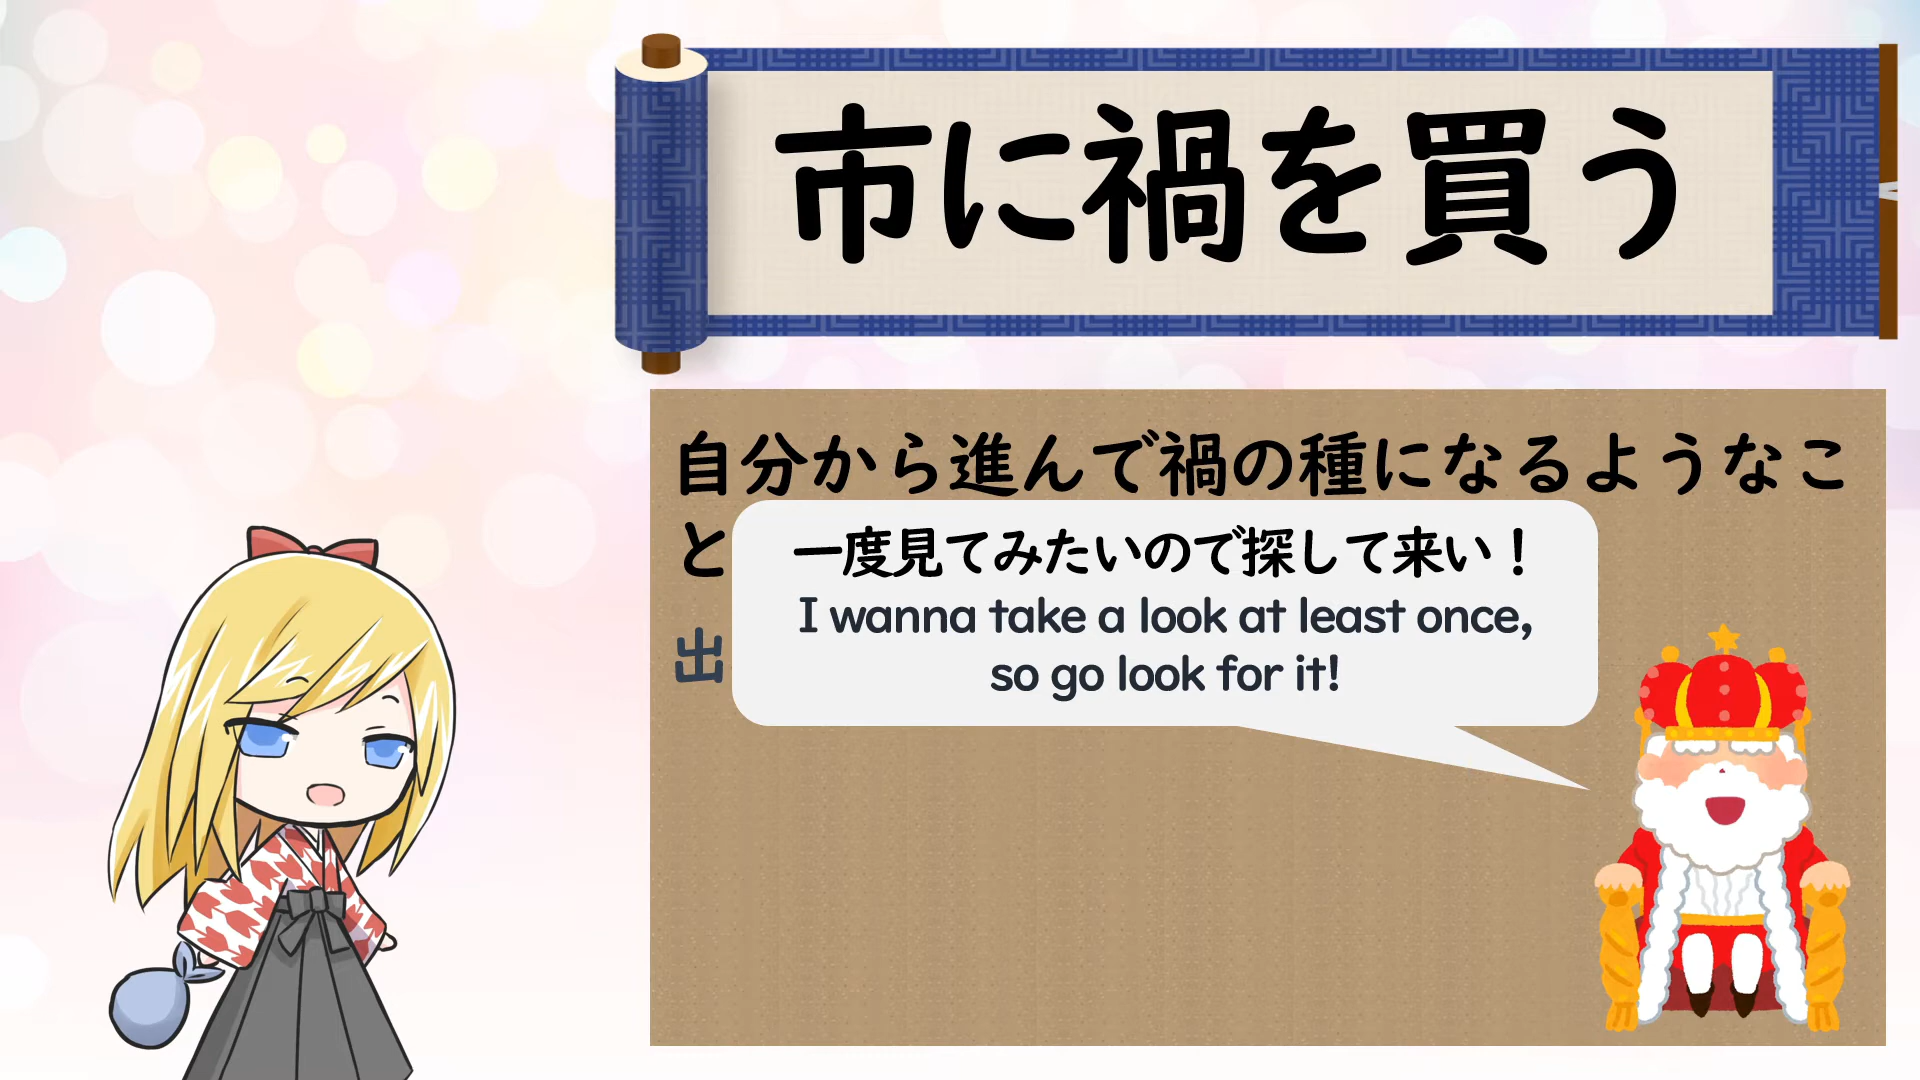 市に禍を買う
自分から進んで禍の種になるようなこ
と
出
一度見てみたいので探して来い！
I wanna take a look at least once,
so go look for it!